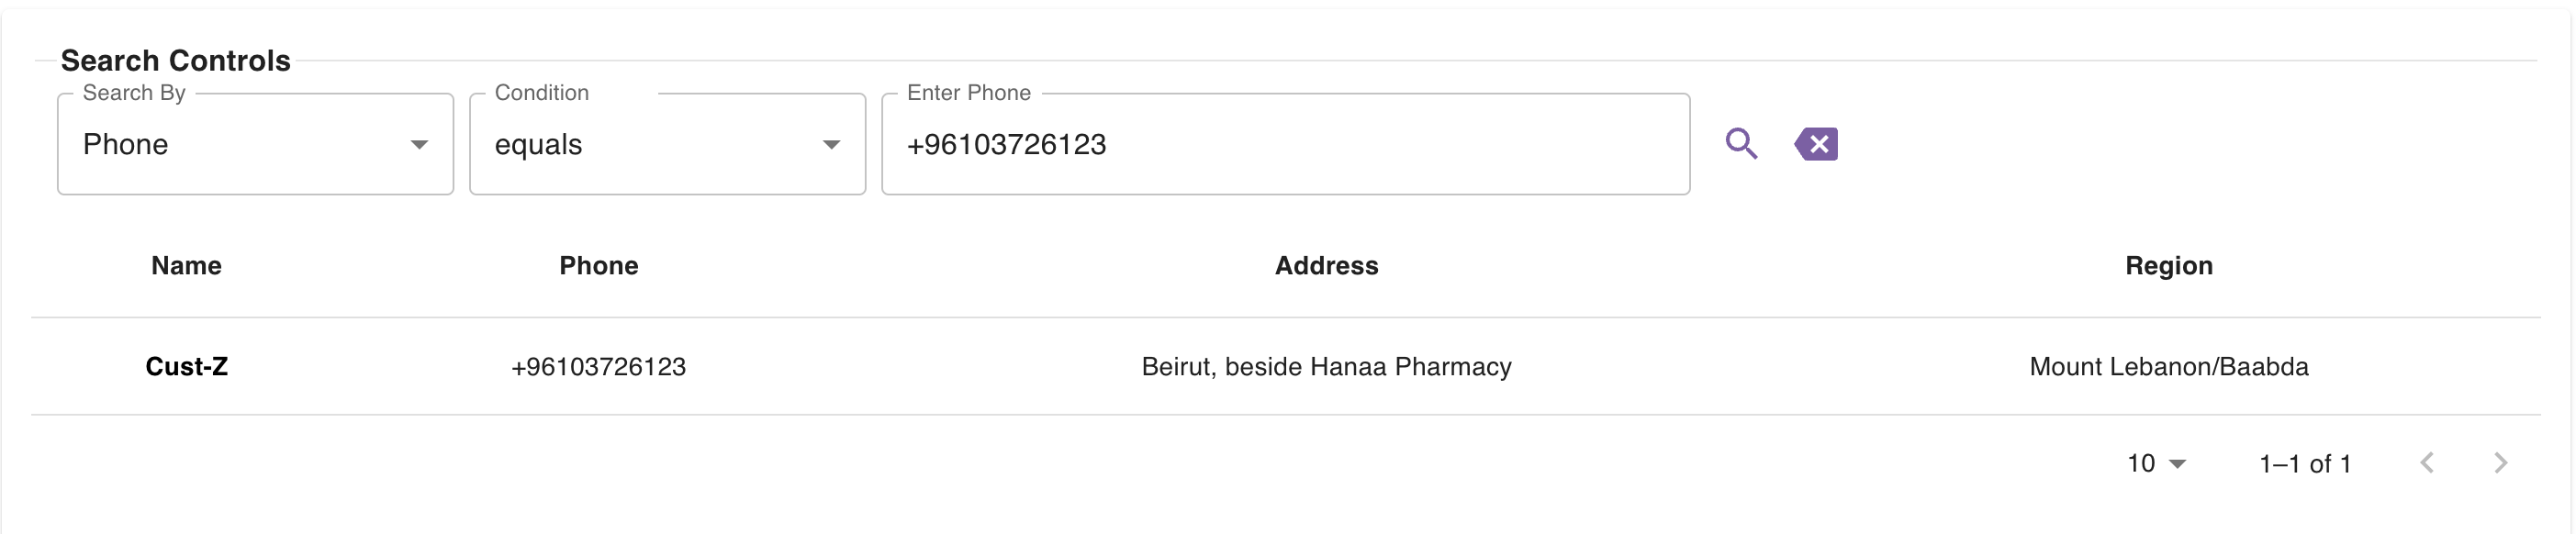 Search Controls
Search By
Condition
Enter Phone
Phone
equals
+96103726123
Name Phone Address Region
Cust-Z +96103726123 Beirut, beside Hanaa Pharmacy Mount Lebanon/Baabda
10 1–1 of 1